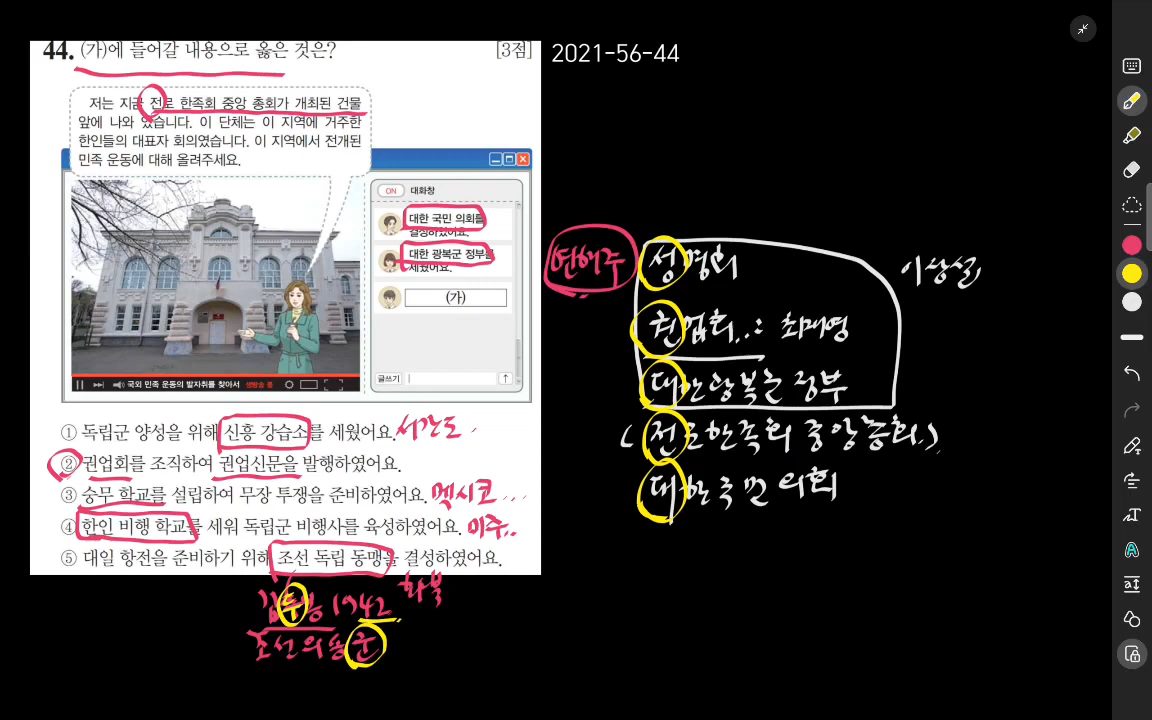 44. (가)에 들어갈 내용으로 옳은 것은? [3점]
2021-56-44
저는 지금 전로 한족회 중앙 총회가 개최된 건물
앞에 나와 있습니다. 이 단체는 이 지역에 거주한
한인들의 대표자 회의였습니다. 이 지역에서 전개된
민족 운동에 대해 올려주세요.
ON 대화창
대한 국민 의회를
결성하였어요.
대한 광복군 정부를
세웠어요.
(가)
국외 민족 운동의 발자취를 찾아서 생방송 중
글쓰기
① 독립군 양성을 위해 신흥 강습소를 세웠어요. 서간도
② 권업회를 조직하여 권업신문을 발행하였어요.
③ 숭무 학교를 설립하여 무장 투쟁을 준비하였어요. 멕시코...
④ 한인 비행 학교를 세워 독립군 비행사를 육성하였어요. 미주..
⑤ 대일 항전을 준비하기 위해 조선 독립 동맹을 결성하였어요.
김두봉 1942 화북
조선의용군
연해주
성명회
이상설
권업회..: 최재형
대한광복군 정부
(전로한족회 중앙총회.)
대한국민 의회